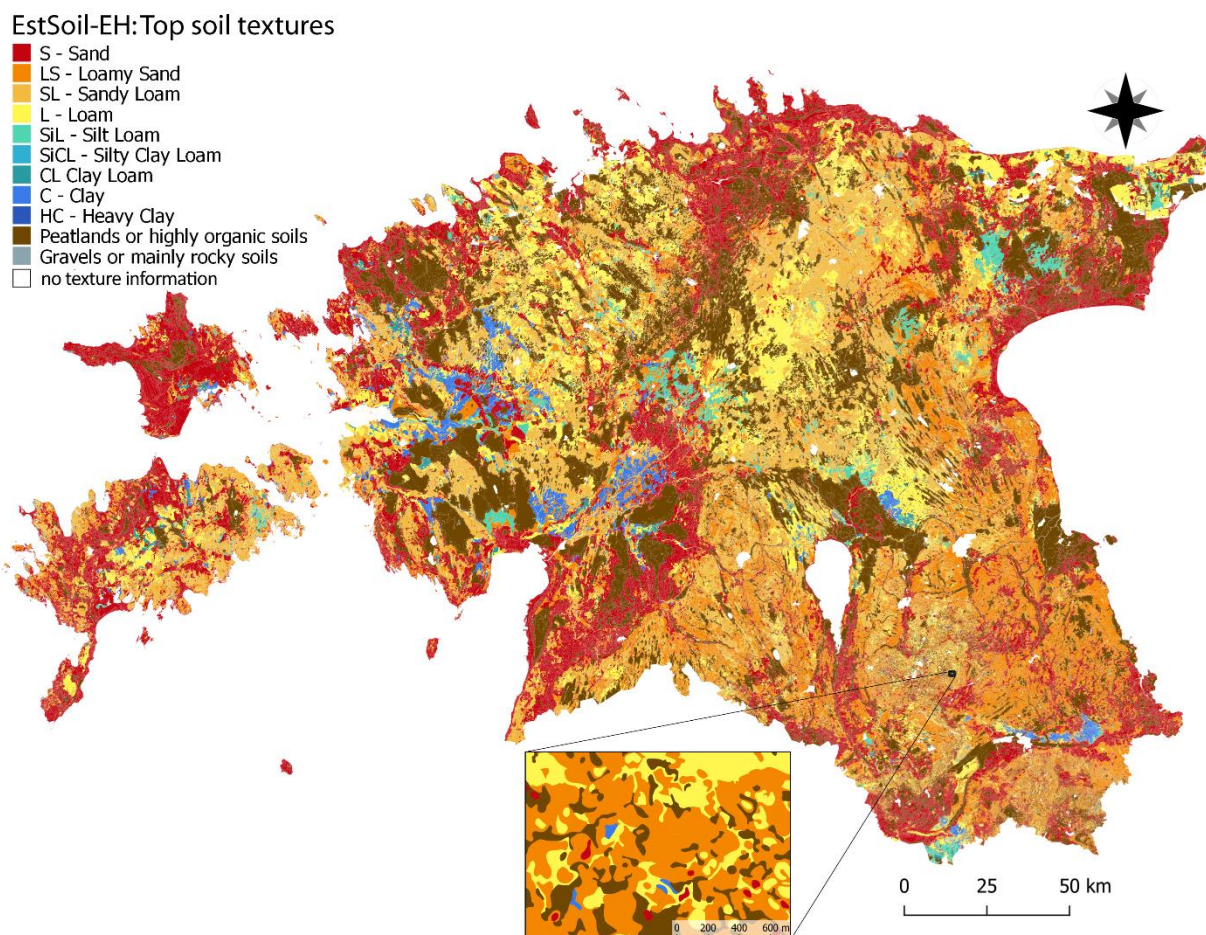 EstSoil-EH: Top soil textures
S - Sand
LS - Loamy Sand
SL - Sandy Loam
L - Loam
SiL - Silt Loam
SiCL - Silty Clay Loam
CL Clay Loam
C - Clay
HC - Heavy Clay
Peatlands or highly organic soils
Gravels or mainly rocky soils
no texture information
0 25 50 km
0 200 400 600 m